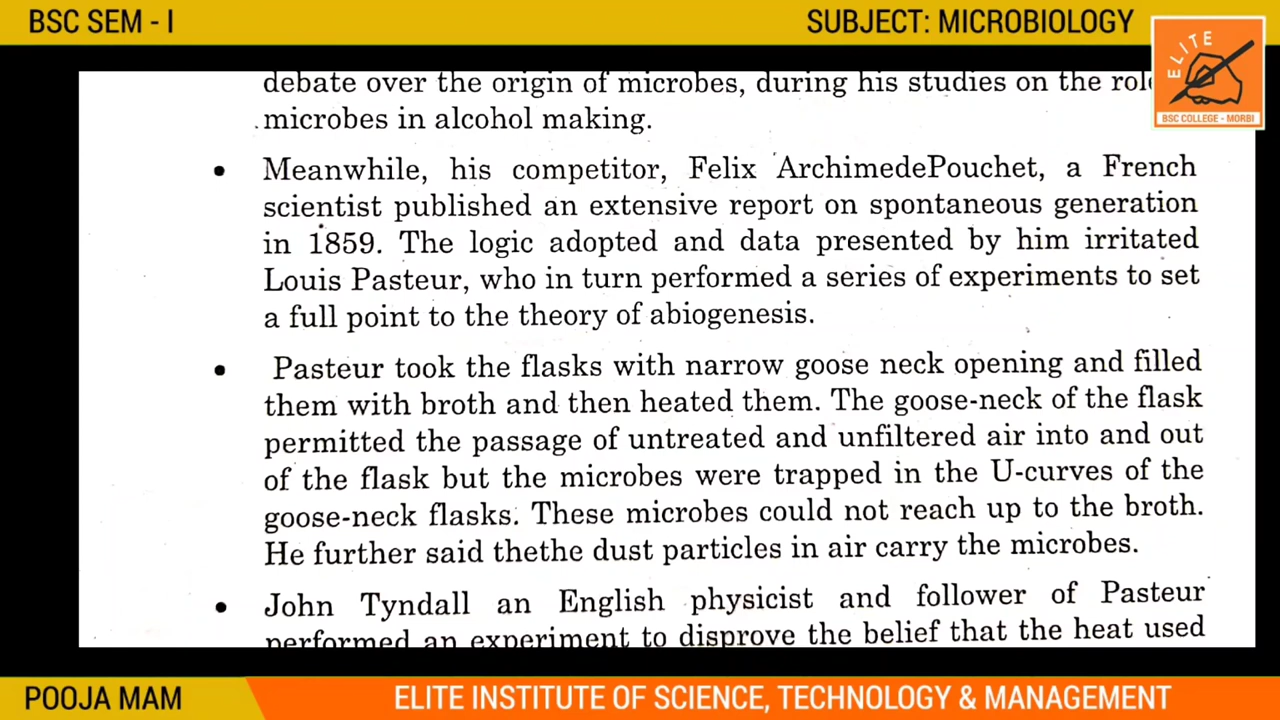 BSC SEM - I
SUBJECT: MICROBIOLOGY
ELITE
BSC COLLEGE - MORBI
debate over the origin of microbes, during his studies on the
microbes in alcohol making.
• Meanwhile, his competitor, Felix ArchimedePouchet, a French
scientist published an extensive report on spontaneous generation
in 1859. The logic adopted and data presented by him irritated
Louis Pasteur, who in turn performed a series of experiments to set
a full point to the theory of abiogenesis.
• Pasteur took the flasks with narrow goose neck opening and filled
them with broth and then heated them. The goose-neck of the flask
permitted the passage of untreated and unfiltered air into and out
of the flask but the microbes were trapped in the U-curves of the
goose-neck flasks. These microbes could not reach up to the broth.
He further said thethe dust particles in air carry the microbes.
• John Tyndall an English physicist and follower of Pasteur
performed an experiment to disprove the belief that the heat used
POOJA MAM
ELITE INSTITUTE OF SCIENCE, TECHNOLOGY & MANAGEMENT